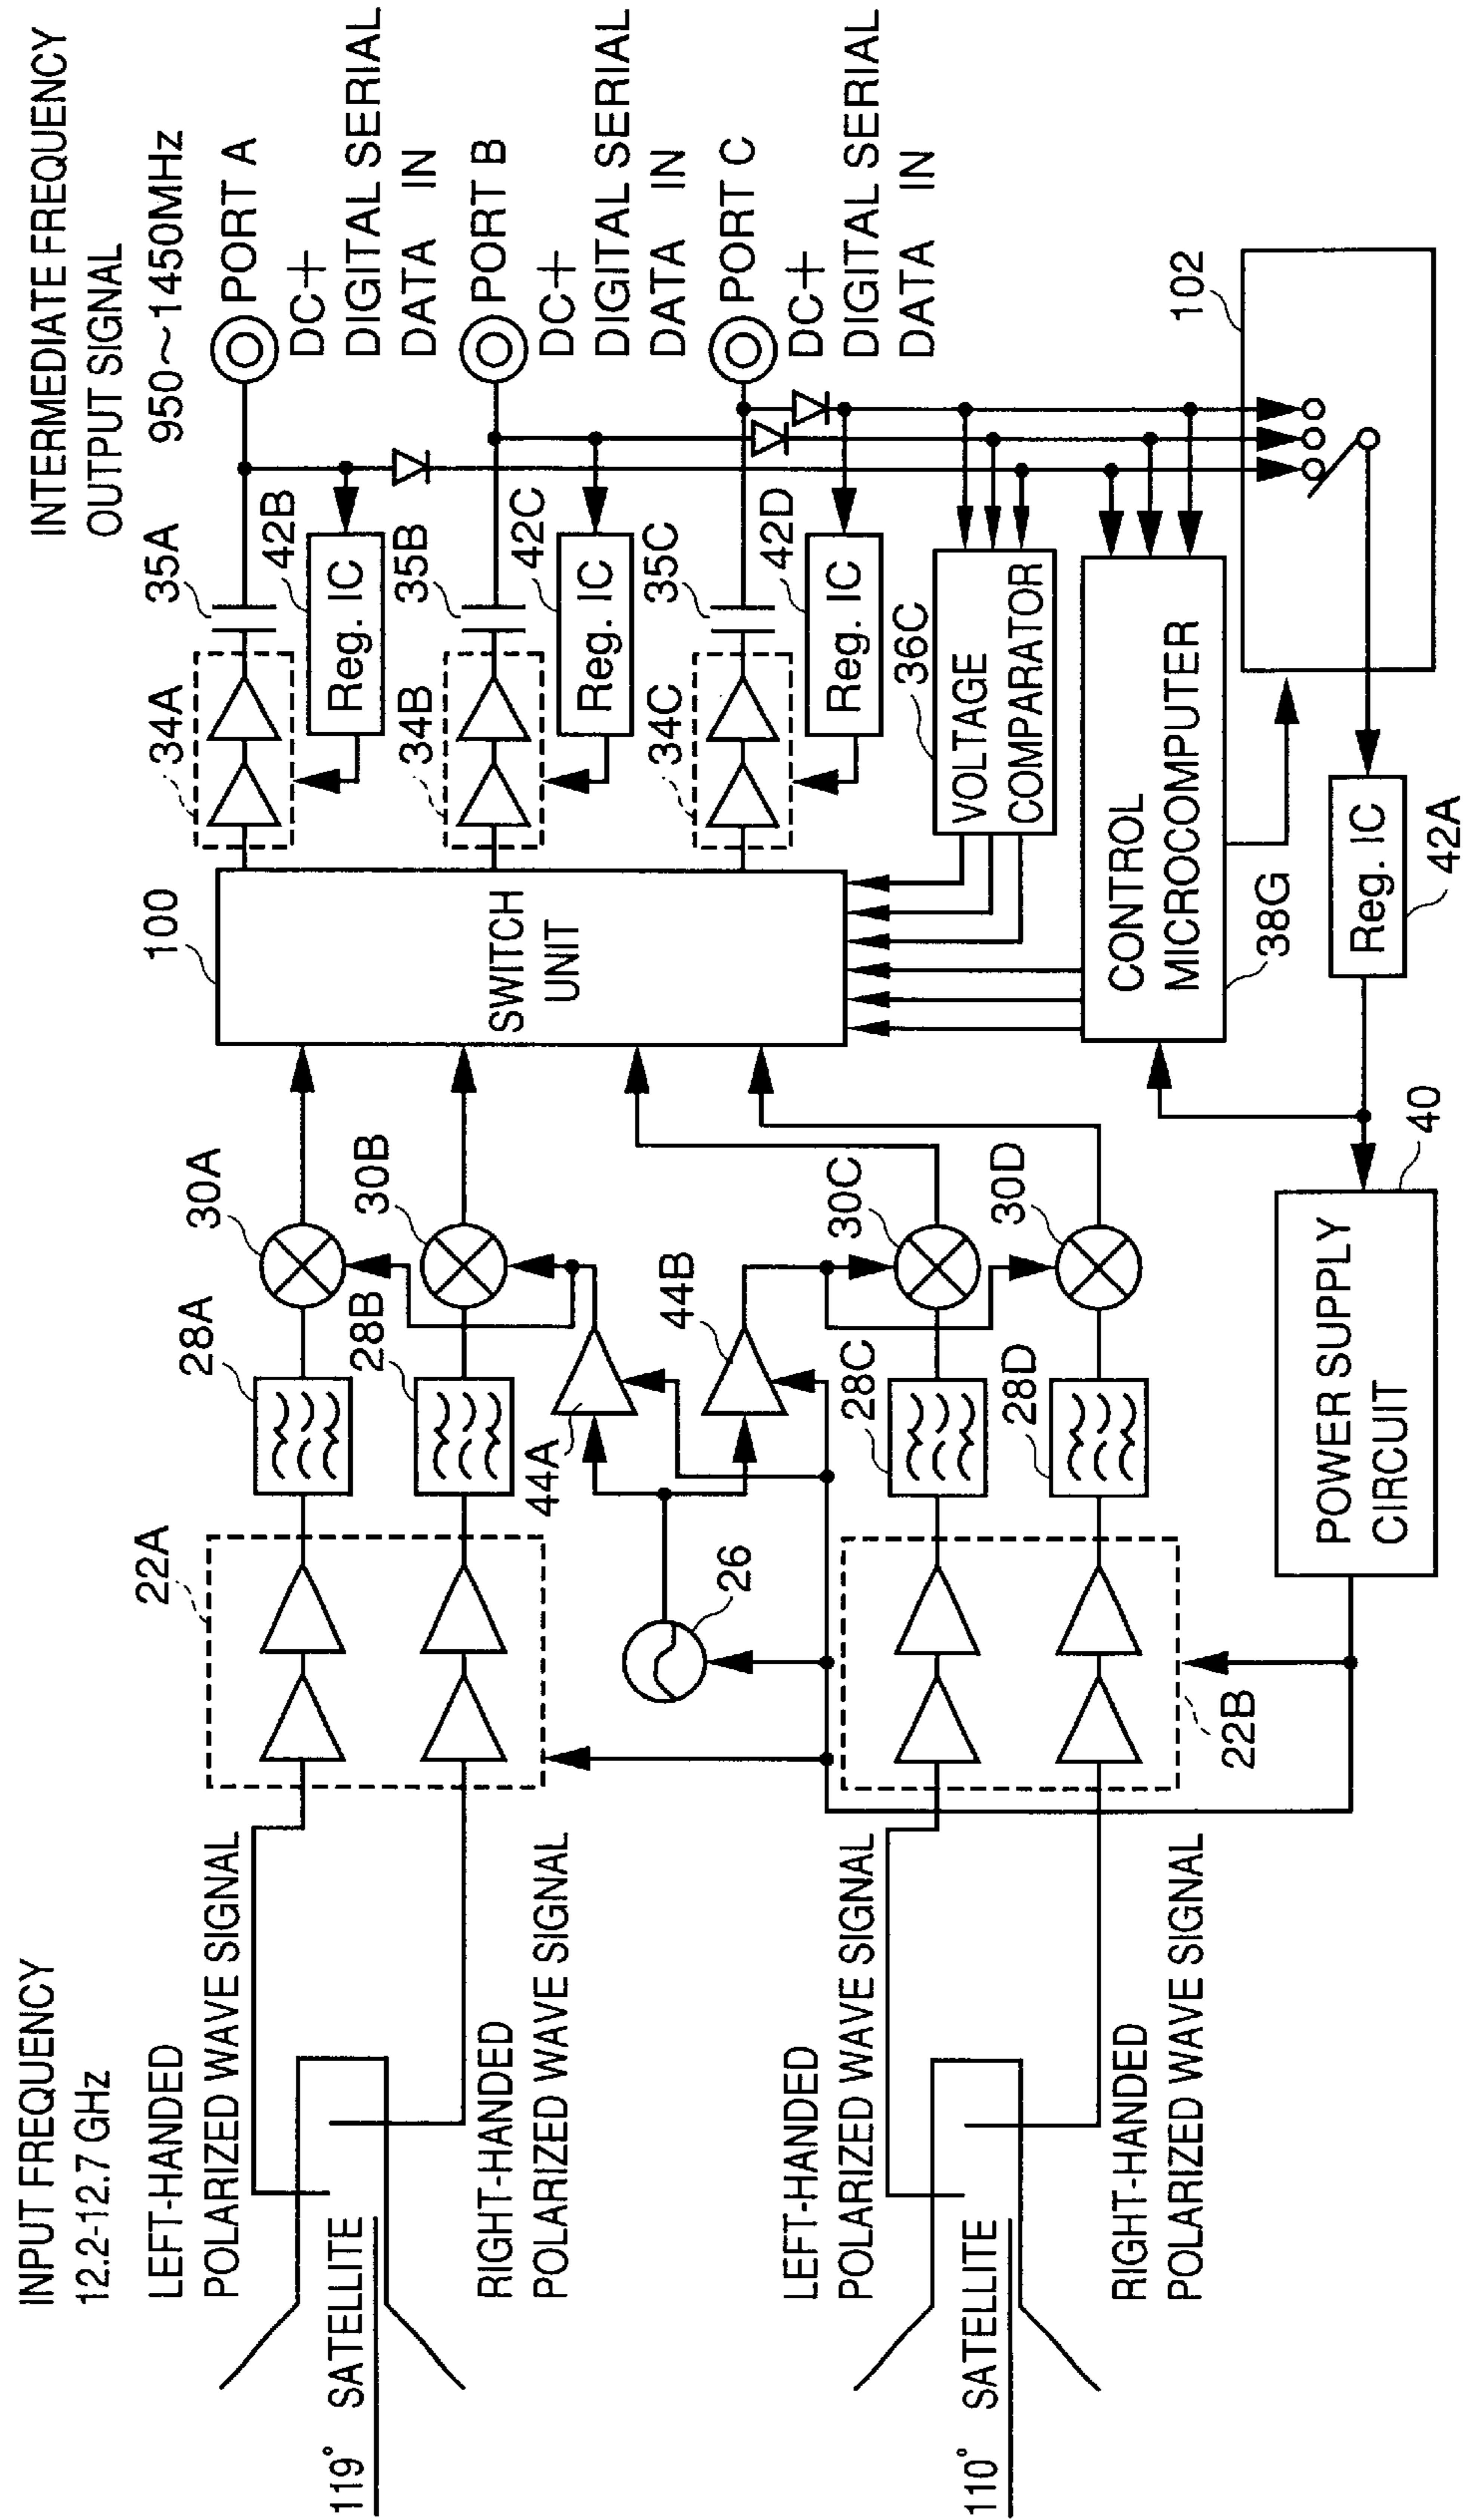 INPUT FREQUENCY
12.2-12.7 GHz
INTERMEDIATE FREQUENCY
OUTPUT SIGNAL
950~1450MHz
119° SATELLITE
LEFT-HANDED
POLARIZED WAVE SIGNAL
RIGHT-HANDED
POLARIZED WAVE SIGNAL
22A
28A
28B
30A
30B
44A
44B
26
100
SWITCH
UNIT
34A
35A
42B
Reg. IC
PORT A
DC+
DIGITAL SERIAL
DATA IN
34B
35B
42C
Reg. IC
PORT B
DC+
DIGITAL SERIAL
DATA IN
34C
35C
42D
Reg. IC
PORT C
DC+
DIGITAL SERIAL
DATA IN
110° SATELLITE
LEFT-HANDED
POLARIZED WAVE SIGNAL
RIGHT-HANDED
POLARIZED WAVE SIGNAL
22B
28C
28D
30C
30D
36C
VOLTAGE
COMPARATOR
CONTROL
MICROCOMPUTER
38G
102
POWER SUPPLY
CIRCUIT
40
Reg. IC
42A